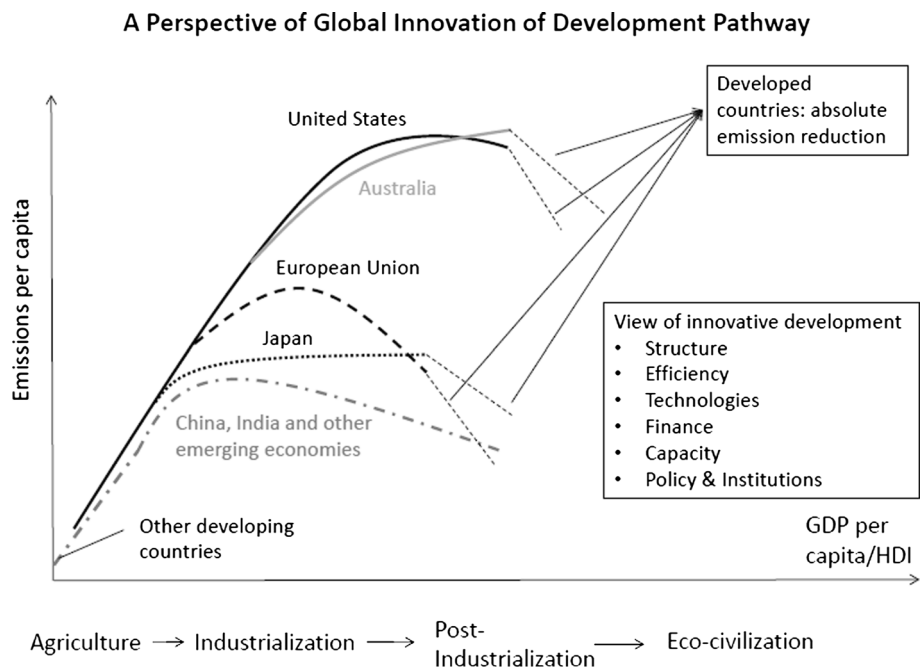 A Perspective of Global Innovation of Development Pathway
Developed
countries: absolute
emission reduction
United States
Australia
European Union
Japan
China, India and other
emerging economies
Other developing
countries
Emissions per capita
View of innovative development
• Structure
• Efficiency
• Technologies
• Finance
• Capacity
• Policy & Institutions
GDP per
capita/HDI
Agriculture
Industrialization
Post-
Industrialization
Eco-civilization